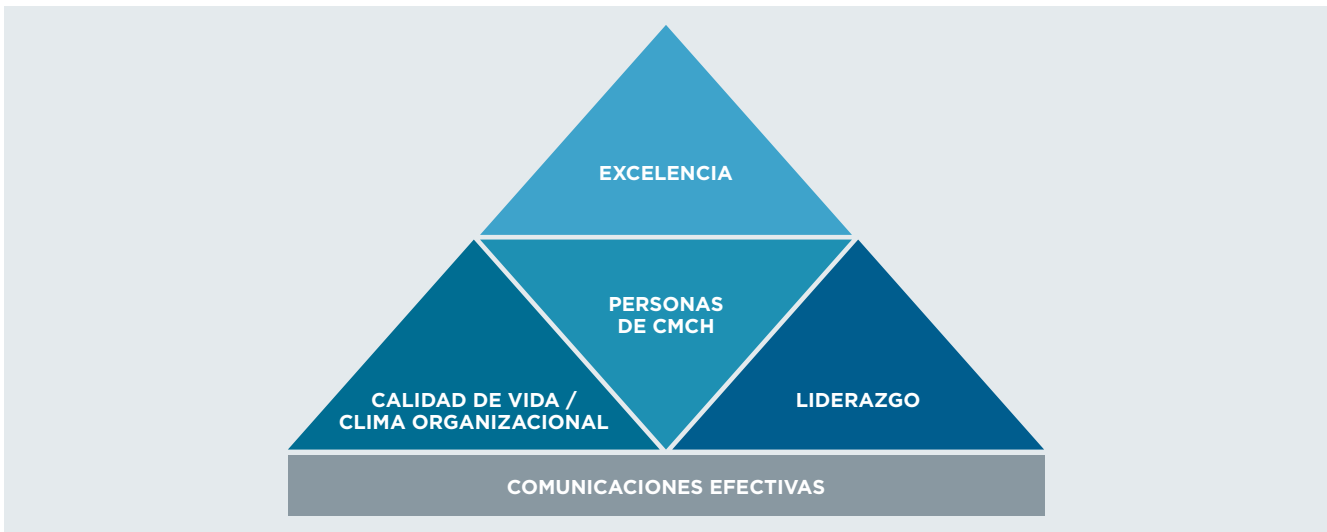 EXCELENCIA
PERSONAS
DE CMCH
CALIDAD DE VIDA /
CLIMA ORGANIZACIONAL
LIDERAZGO
COMUNICACIONES EFECTIVAS